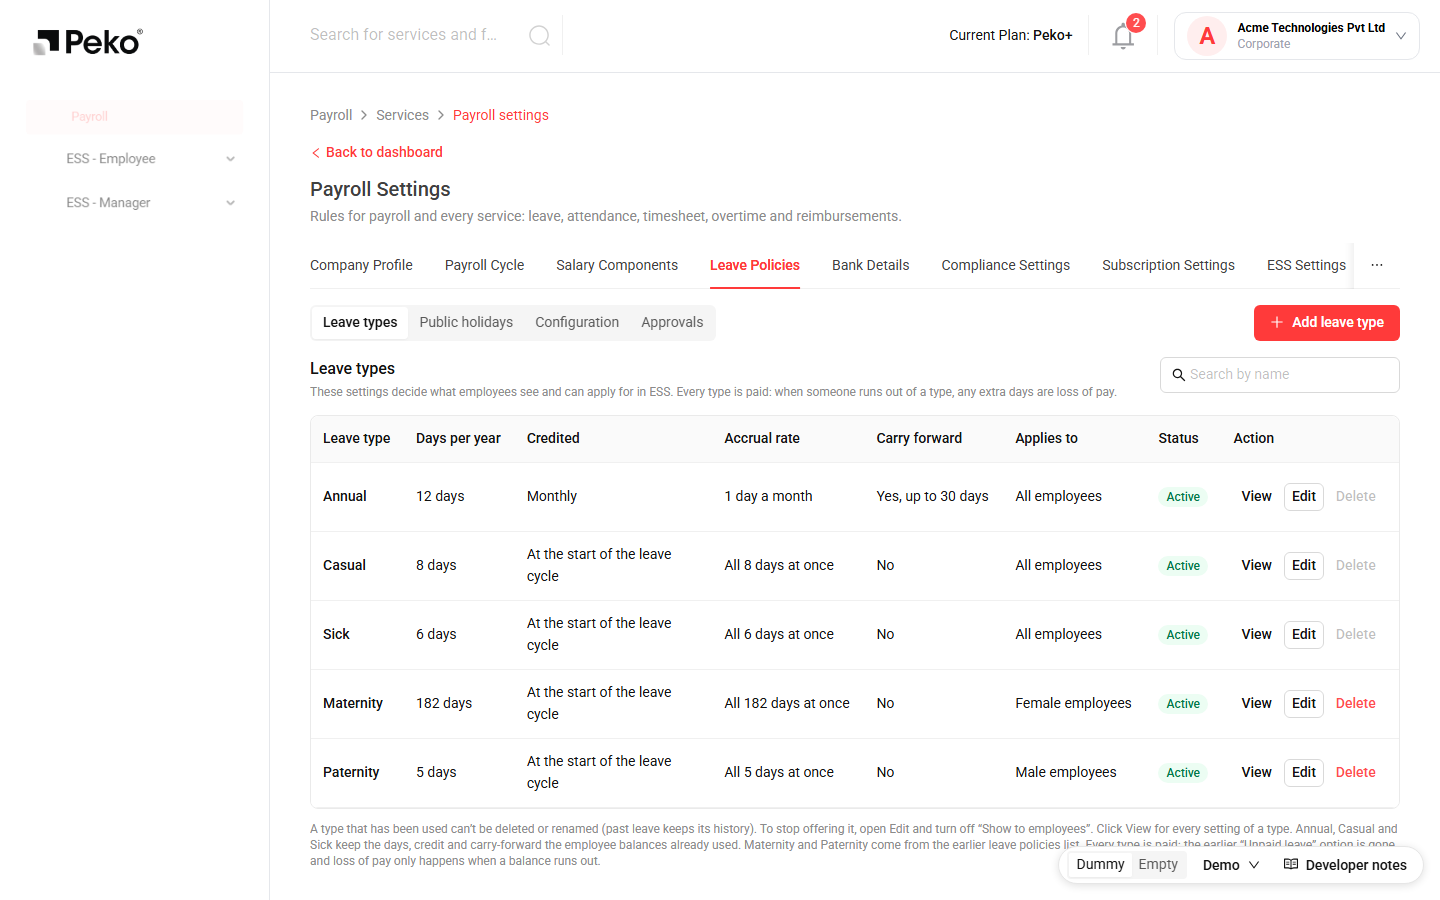 Peko®
Search for services and f...
Current Plan: Peko+
2
A
Acme Technologies Pvt Ltd
Corporate
Payroll
ESS - Employee
ESS - Manager
Payroll > Services > Payroll settings
< Back to dashboard
Payroll Settings
Rules for payroll and every service: leave, attendance, timesheet, overtime and reimbursements.
Company Profile Payroll Cycle Salary Components Leave Policies Bank Details Compliance Settings Subscription Settings ESS Settings ...
Leave types Public holidays Configuration Approvals
+ Add leave type
Leave types
These settings decide what employees see and can apply for in ESS. Every type is paid: when someone runs out of a type, any extra days are loss of pay.
Search by name
Leave type Days per year Credited Accrual rate Carry forward Applies to Status Action
Annual 12 days Monthly 1 day a month Yes, up to 30 days All employees Active View Edit Delete
Casual 8 days At the start of the leave cycle All 8 days at once No All employees Active View Edit Delete
Sick 6 days At the start of the leave cycle All 6 days at once No All employees Active View Edit Delete
Maternity 182 days At the start of the leave cycle All 182 days at once No Female employees Active View Edit Delete
Paternity 5 days At the start of the leave cycle All 5 days at once No Male employees Active View Edit Delete
A type that has been used can't be deleted or renamed (past leave keeps its history). To stop offering it, open Edit and turn off “Show to employees”. Click View for every setting of a type. Annual, Casual and
Sick keep the days, credit and carry-forward the employee balances already used. Maternity and Paternity come from the earlier leave policies list. Every type is paid: the earlier “Unpaid leave” option is gone
and loss of pay only happens when a balance runs out.
Dummy Empty Demo Developer notes